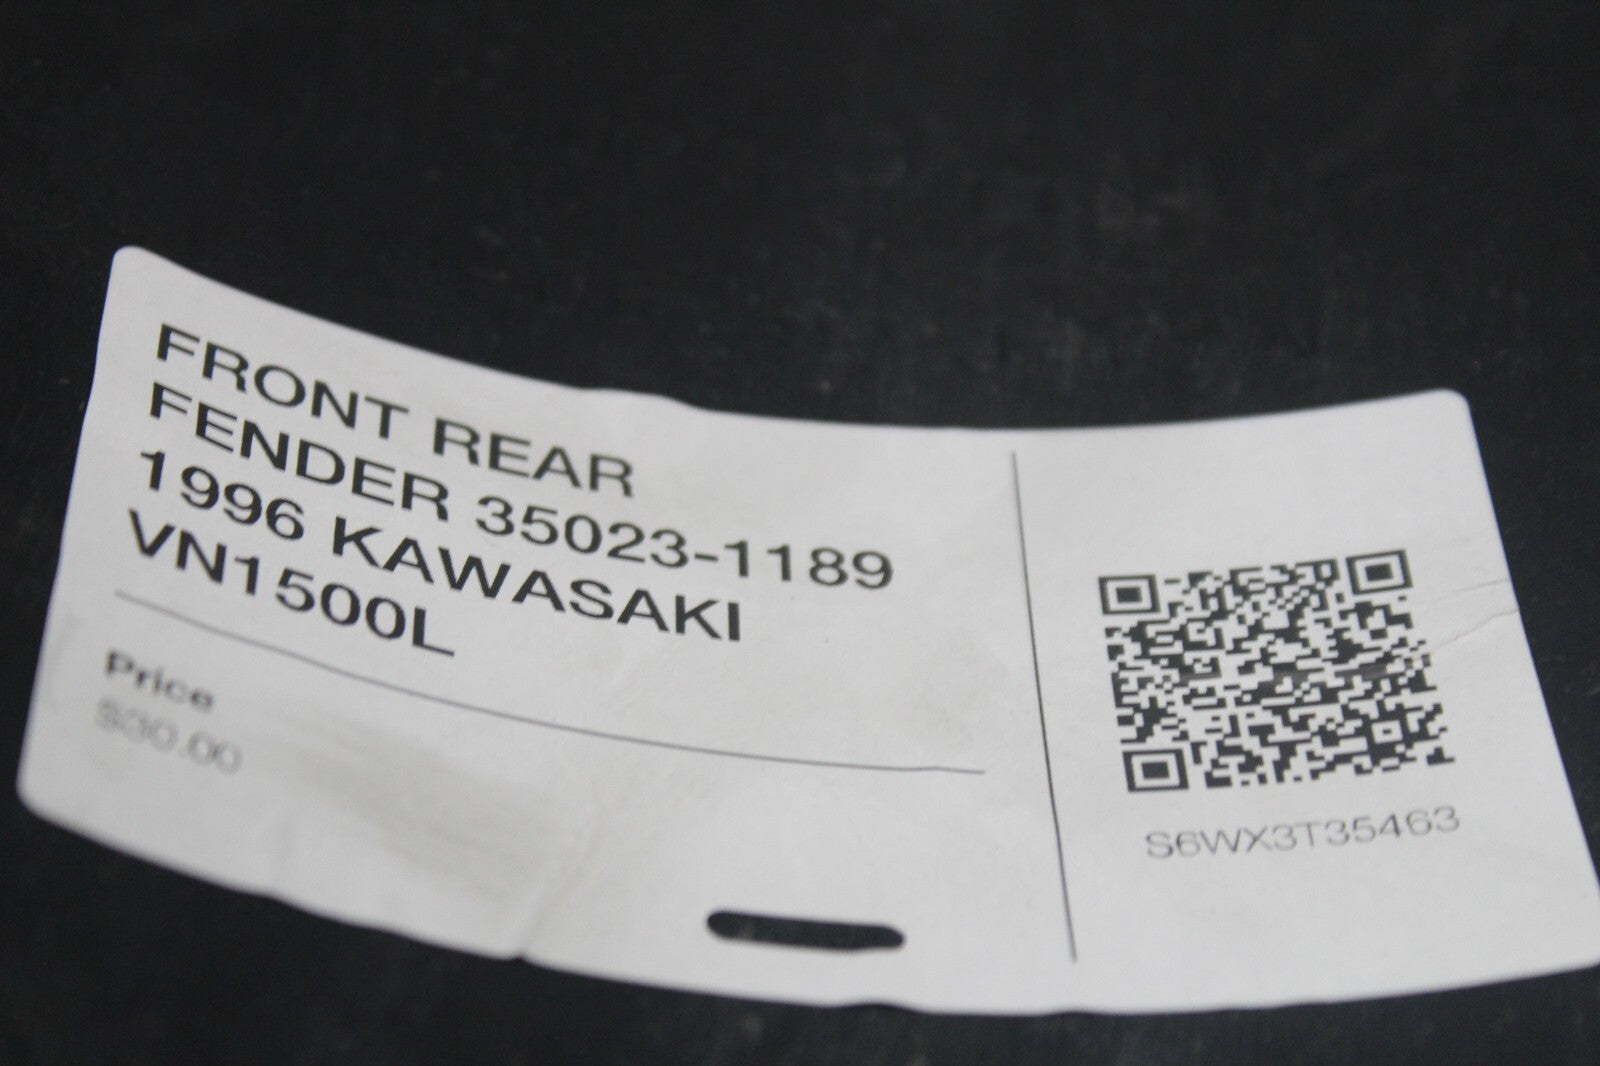 FRONT REAR
FENDER 35023-1189
1996 KAWASAKI
VN1500L
Price
$30.00
S6WX3T35463